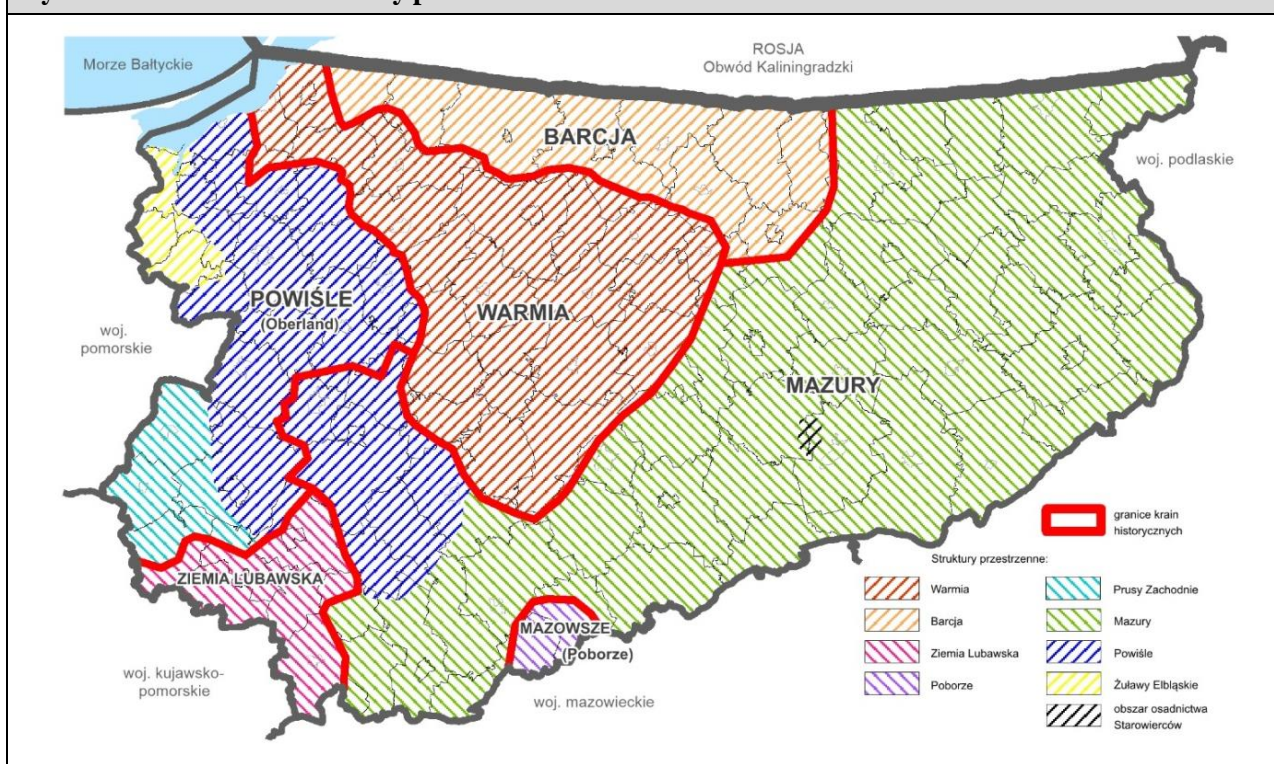 Morze Bałtyckie
ROSJA
Obwód Kaliningradzki
BARCJA
woj. podlaskie
POWIŚLE
(Oberland)
WARMIA
woj.
pomorskie
MAZURY
granice krain
historycznych
ZIEMIA LUBAWSKA
Struktury przestrzenne:
Warmia
Prusy Zachodnie
Barcja
Mazury
MAZOWSZE
(Poborze)
Ziemia Lubawska
Powiśle
woj. kujawsko-
pomorskie
Poborze
Żuławy Elbląskie
woj. mazowieckie
obszar osadnictwa
Starowierców